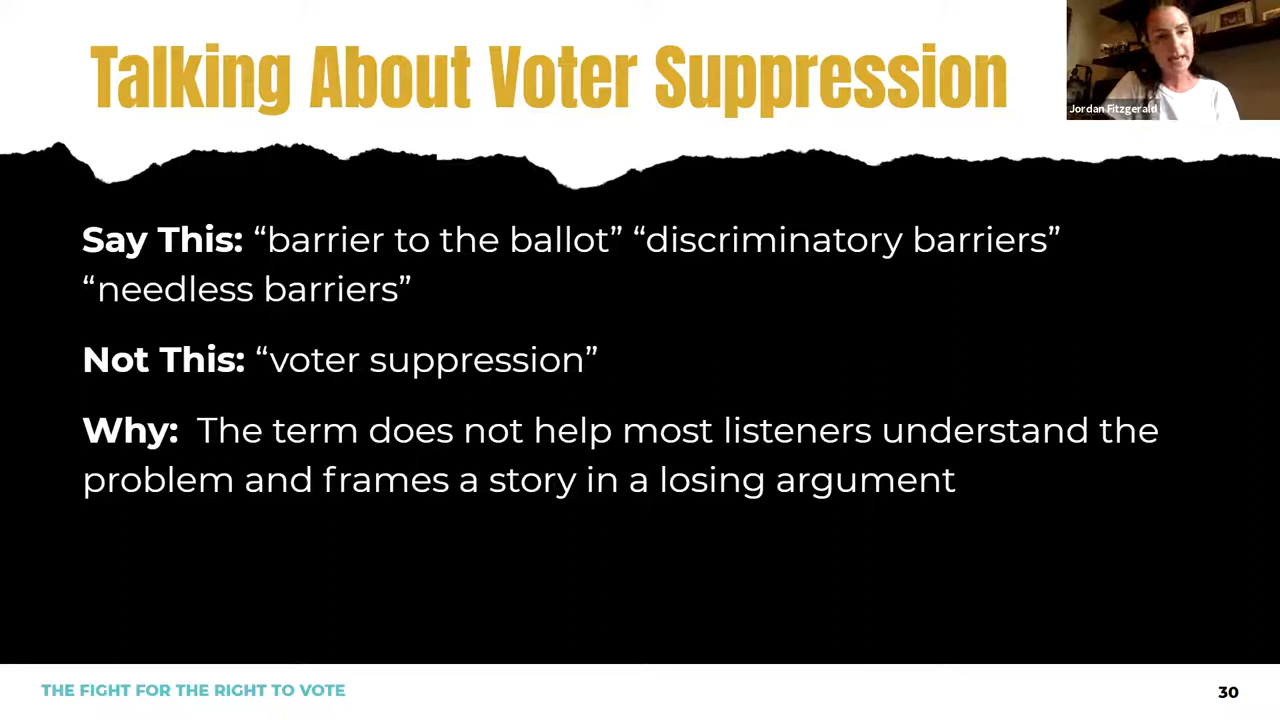 Talking About Voter Suppression
Jordan Fitzgerald
Say This: “barrier to the ballot” “discriminatory barriers”
“needless barriers”
Not This: “voter suppression”
Why:  The term does not help most listeners understand the
problem and frames a story in a losing argument
THE FIGHT FOR THE RIGHT TO VOTE
30